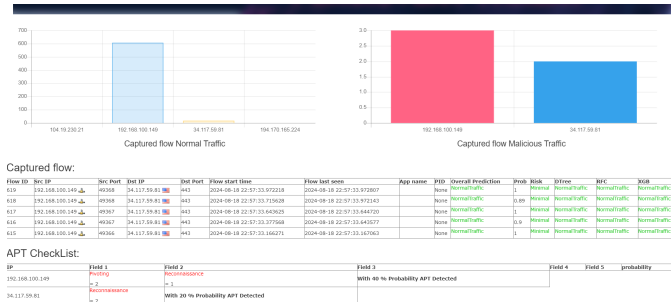 700
600
500
400
300
200
100
0
104.19.230.21 192.168.100.149 34.117.59.81 194.170.165.224
Captured flow Normal Traffic
3.0
2.5
2.0
1.5
1.0
0.5
0
192.168.100.149 34.117.59.81
Captured flow Malicious Traffic
Captured flow:
Flow ID Src IP Src Port Dst IP Dst Port Flow start time Flow last seen App name PID Overall Prediction Prob Risk DTree RFC XGB
619 192.168.100.149 49368 34.117.59.81 443 2024-08-18 22:57:33.972218 2024-08-18 22:57:33.972807 None NormalTraffic 1 Minimal NormalTraffic NormalTraffic NormalTraffic
618 192.168.100.149 49368 34.117.59.81 443 2024-08-18 22:57:33.715628 2024-08-18 22:57:33.972143 None NormalTraffic 0.89 Minimal NormalTraffic NormalTraffic NormalTraffic
617 192.168.100.149 49367 34.117.59.81 443 2024-08-18 22:57:33.643625 2024-08-18 22:57:33.644720 None NormalTraffic 1 Minimal NormalTraffic NormalTraffic NormalTraffic
616 192.168.100.149 49367 34.117.59.81 443 2024-08-18 22:57:33.377568 2024-08-18 22:57:33.643577 None NormalTraffic 0.9 Minimal NormalTraffic NormalTraffic NormalTraffic
615 192.168.100.149 49366 34.117.59.81 443 2024-08-18 22:57:33.166271 2024-08-18 22:57:33.167063 None NormalTraffic 1 Minimal NormalTraffic NormalTraffic NormalTraffic
APT CheckList:
IP Field 1 Field 2 Field 3 Field 4 Field 5 probability
192.168.100.149 Pivoting = 2 Reconnaissance = 1 With 40 % Probability APT Detected
34.117.59.81 Reconnaissance = 2 With 20 % Probability APT Detected